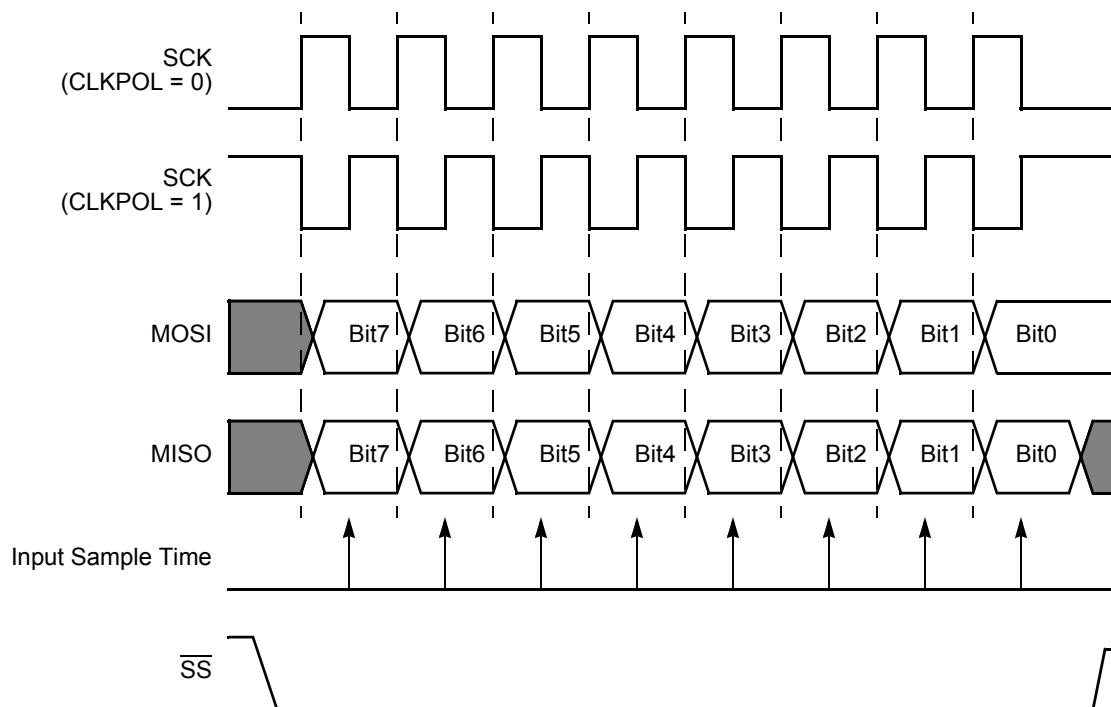 SCK
(CLKPOL = 0)
SCK
(CLKPOL = 1)
MOSI
Bit7 Bit6 Bit5 Bit4 Bit3 Bit2 Bit1 Bit0
MISO
Bit7 Bit6 Bit5 Bit4 Bit3 Bit2 Bit1 Bit0
Input Sample Time
SS